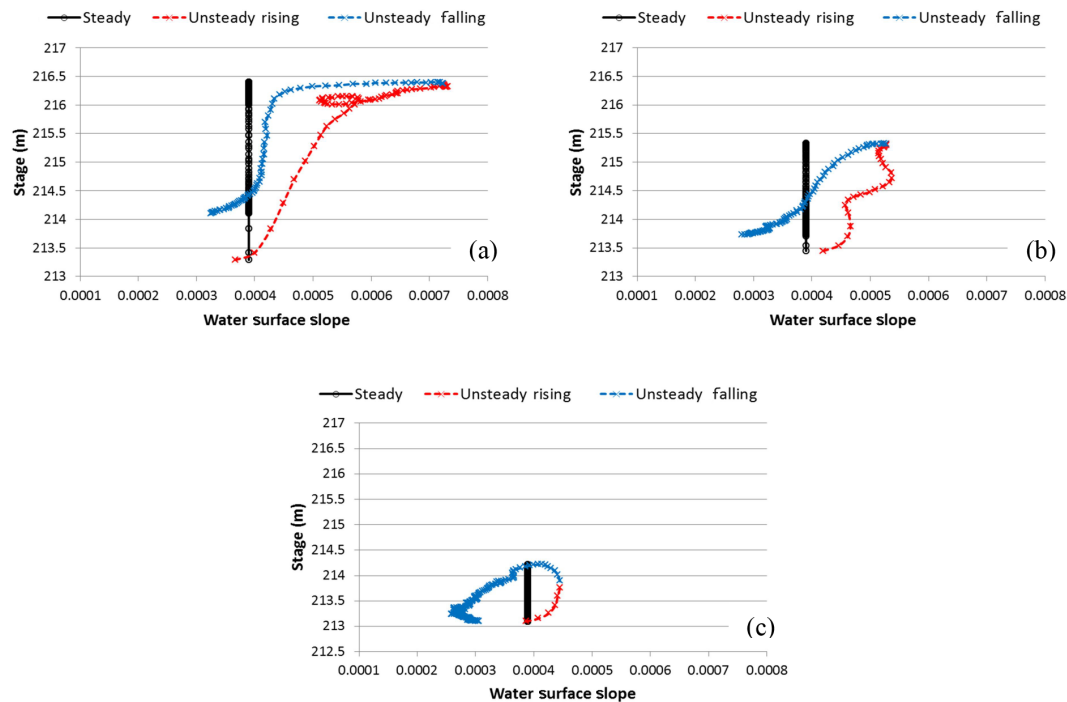 Steady Unsteady rising Unsteady falling
217
216.5
216
215.5
215
214.5
214
213.5
213
Stage (m)
(a)
0.0001 0.0002 0.0003 0.0004 0.0005 0.0006 0.0007 0.0008
Water surface slope
Steady Unsteady rising Unsteady falling
217
216.5
216
215.5
215
214.5
214
213.5
213
Stage (m)
(b)
0.0001 0.0002 0.0003 0.0004 0.0005 0.0006 0.0007 0.0008
Water surface slope
Steady Unsteady rising Unsteady falling
217
216.5
216
215.5
215
214.5
214
213.5
213
212.5
Stage (m)
(c)
0.0001 0.0002 0.0003 0.0004 0.0005 0.0006 0.0007 0.0008
Water surface slope